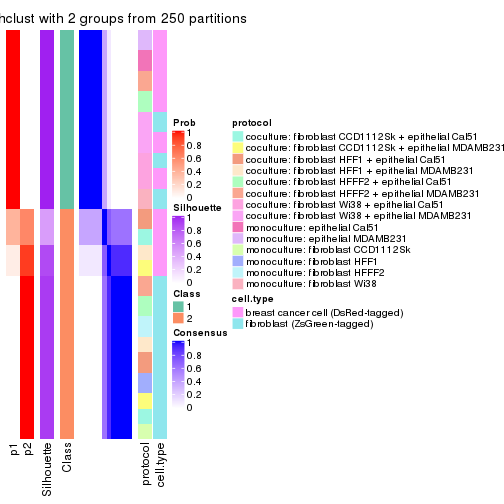 hclust with 2 groups from 250 partitions
p1
p2
Silhouette
Class
protocol
cell.type
Prob
1
0.8
0.6
0.4
0.2
0
Silhouette
1
0.8
0.6
0.4
0.2
0
Class
1
2
Consensus
1
0.8
0.6
0.4
0.2
0
protocol
coculture: fibroblast CCD1112Sk + epithelial Cal51
coculture: fibroblast CCD1112Sk + epithelial MDAMB231
coculture: fibroblast HFF1 + epithelial Cal51
coculture: fibroblast HFF1 + epithelial MDAMB231
coculture: fibroblast HFFF2 + epithelial Cal51
coculture: fibroblast HFFF2 + epithelial MDAMB231
coculture: fibroblast Wi38 + epithelial Cal51
coculture: fibroblast Wi38 + epithelial MDAMB231
monoculture: epithelial Cal51
monoculture: epithelial MDAMB231
monoculture: fibroblast CCD1112Sk
monoculture: fibroblast HFF1
monoculture: fibroblast HFFF2
monoculture: fibroblast Wi38
cell.type
breast cancer cell (DsRed-tagged)
fibroblast (ZsGreen-tagged)